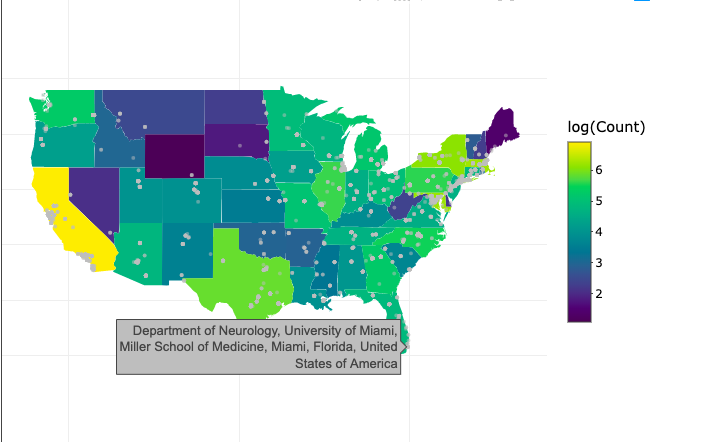 log(Count)
6
5
4
3
2
Department of Neurology, University of Miami,
Miller School of Medicine, Miami, Florida, United
States of America